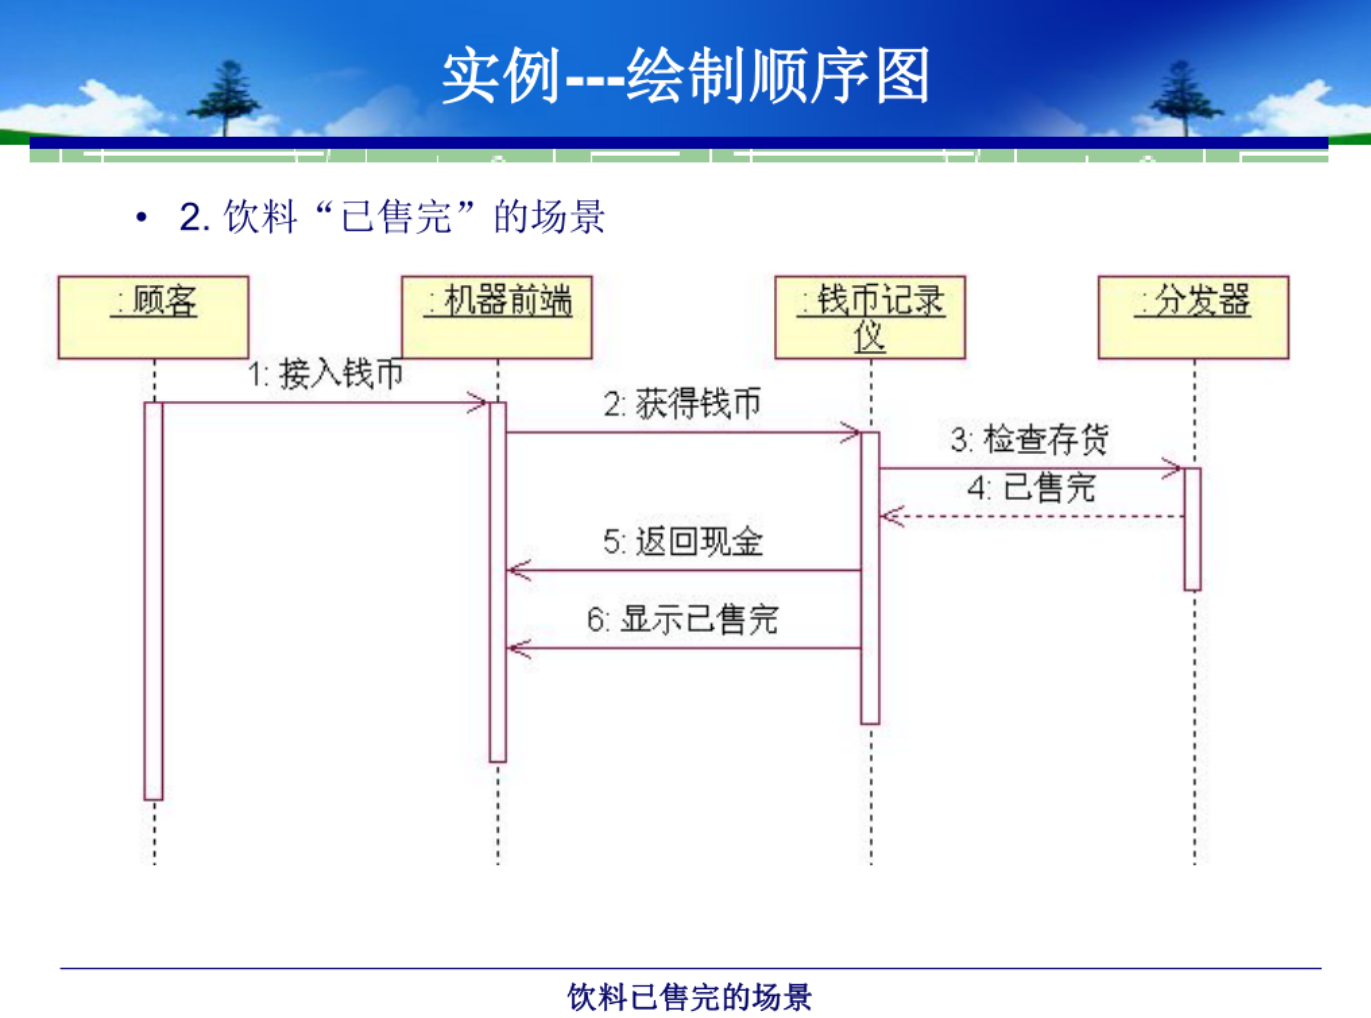 实例---绘制顺序图
• 2. 饮料“已售完”的场景
: 顾客
: 机器前端
: 钱币记录
仪
: 分发器
1: 接入钱币
2: 获得钱币
3: 检查存货
4: 已售完
5: 返回现金
6: 显示已售完
饮料已售完的场景